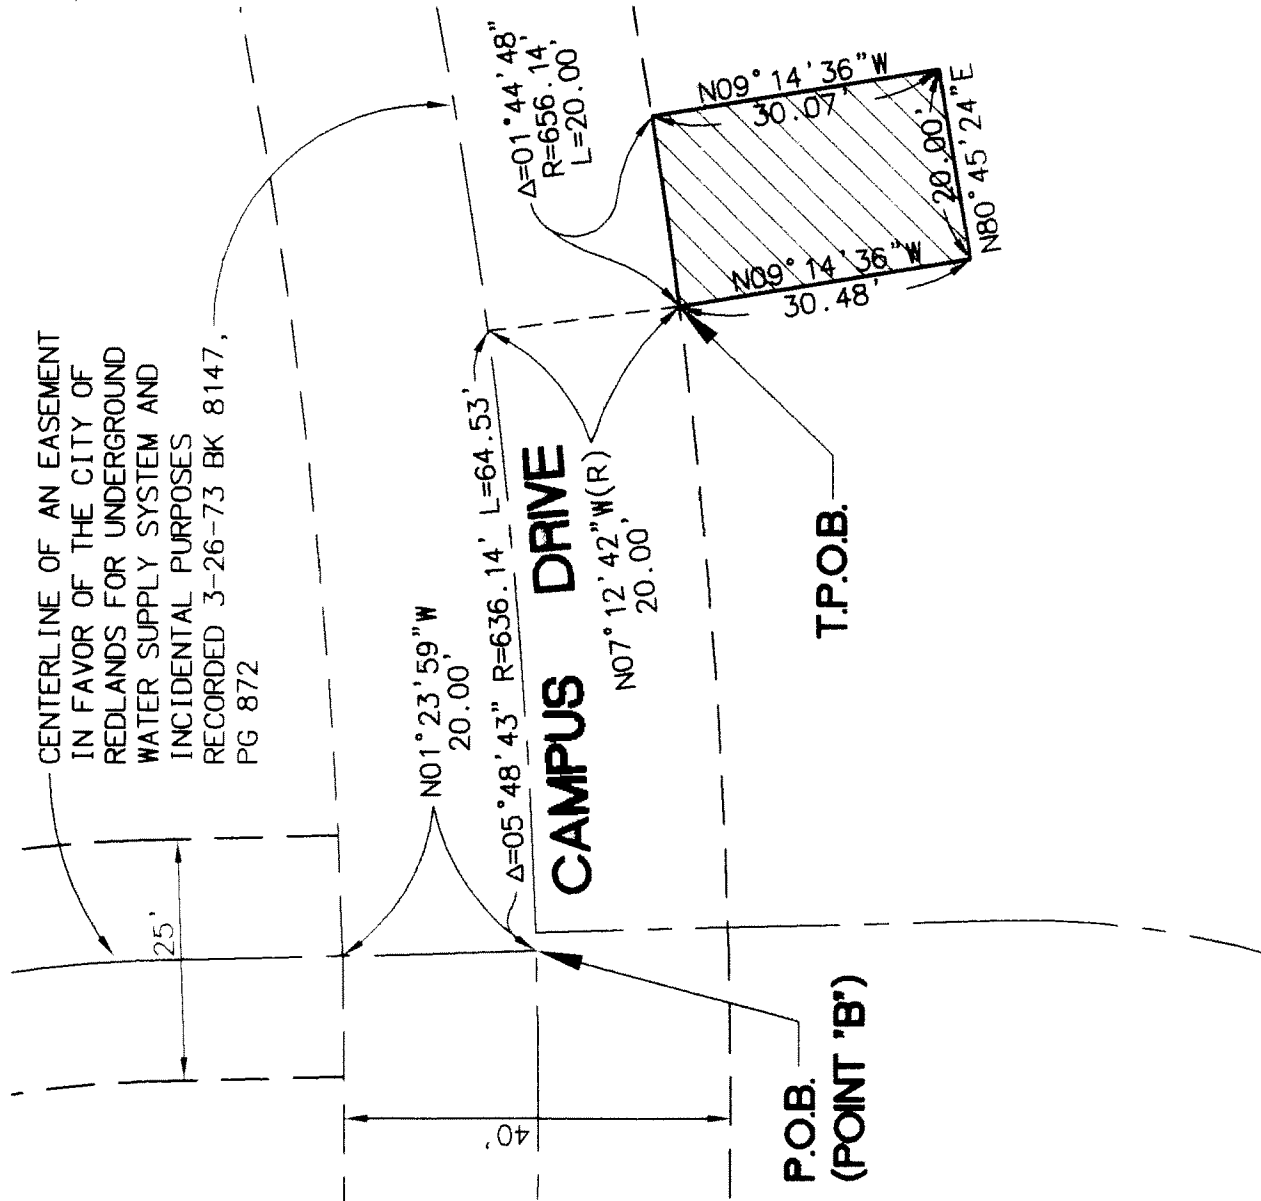 CENTERLINE OF AN EASEMENT
IN FAVOR OF THE CITY OF
REDLANDS FOR UNDERGROUND
WATER SUPPLY SYSTEM AND
INCIDENTAL PURPOSES
RECORDED 3-26-73 BK 8147,
PG 872
25'
40'
N01°23'59"W
20.00'
Δ=05°48'43" R=636.14' L=64.53'
CAMPUS DRIVE
N07°12'42"W(R)
20.00'
Δ=01°44'48"
R=656.14'
L=20.00'
N09°14'36"W
30.07'
N09°14'36"W
30.48'
20.00'
N80°45'24"E
T.P.O.B.
P.O.B.
(POINT "B")